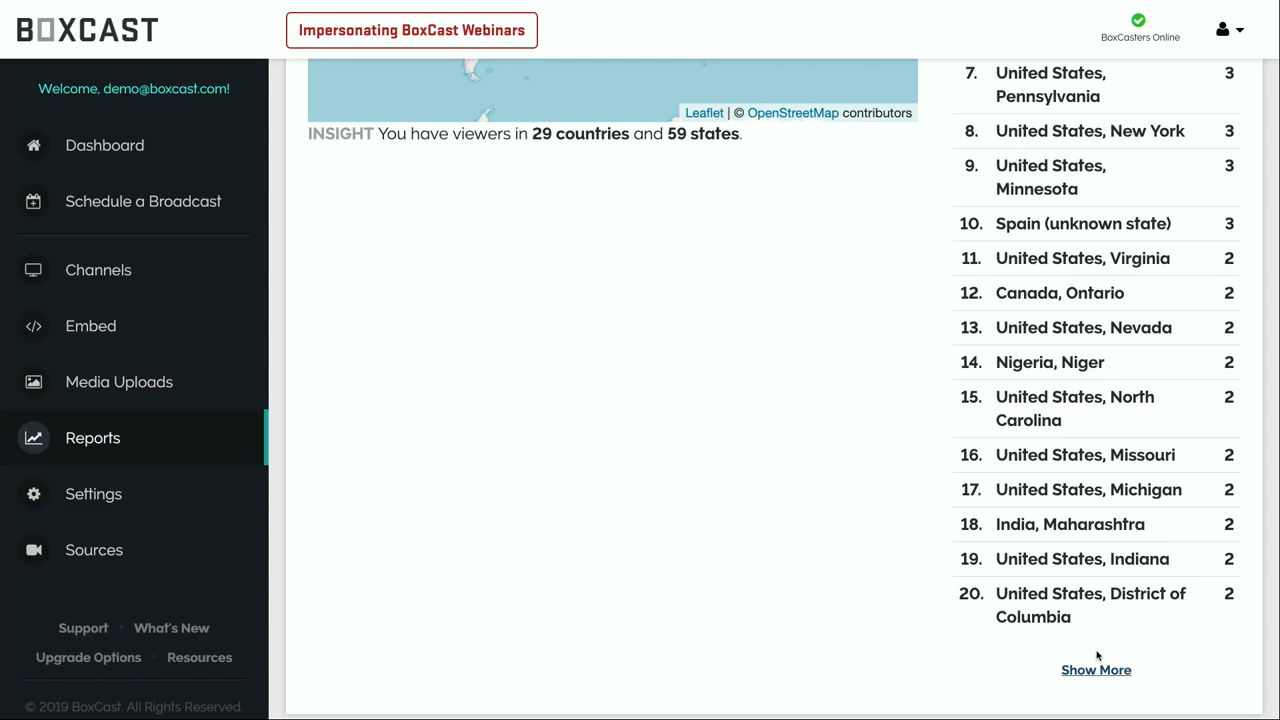 BOXCAST
Impersonating BoxCast Webinars
BoxCasters Online
Welcome, demo@boxcast.com!
Dashboard
Schedule a Broadcast
Channels
Embed
Media Uploads
Reports
Settings
Sources
Support · What's New
Upgrade Options · Resources
© 2019 BoxCast. All Rights Reserved.
Leaflet | © OpenStreetMap contributors
INSIGHT You have viewers in 29 countries and 59 states.
7. United States, 3
Pennsylvania
8. United States, New York 3
9. United States, 3
Minnesota
10. Spain (unknown state) 3
11. United States, Virginia 2
12. Canada, Ontario 2
13. United States, Nevada 2
14. Nigeria, Niger 2
15. United States, North 2
Carolina
16. United States, Missouri 2
17. United States, Michigan 2
18. India, Maharashtra 2
19. United States, Indiana 2
20. United States, District of 2
Columbia
Show More